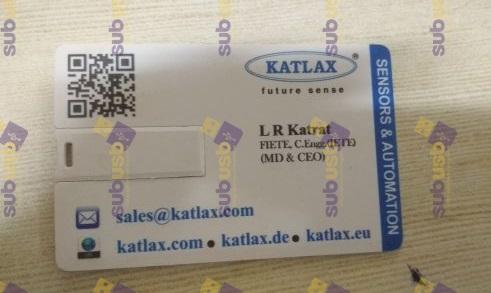 KATLAX
future sense
L R Katrat
FIETE, C.Engg.(IETE)
(MD & CEO)
SENSORS & AUTOMATION
sales@katlax.com
katlax.com • katlax.de • katlax.eu